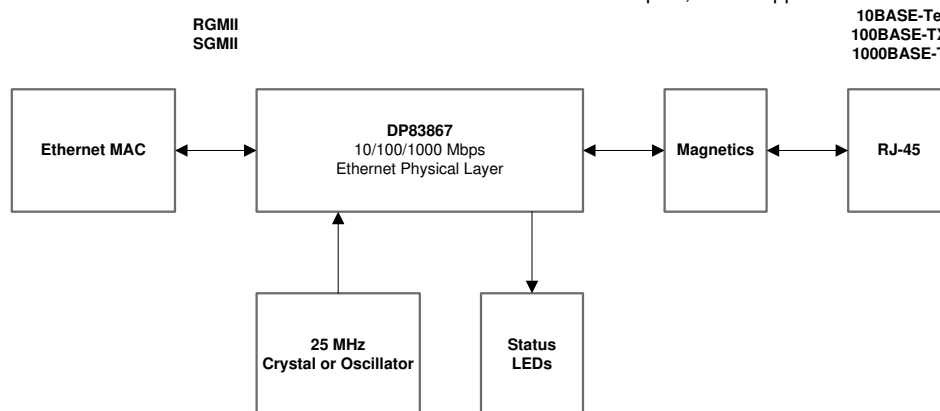 RGMII
SGMII
10BASE-Te
100BASE-TX
1000BASE-T
Ethernet MAC
DP83867
10/100/1000 Mbps
Ethernet Physical Layer
Magnetics
RJ-45
25 MHz
Crystal or Oscillator
Status
LEDs